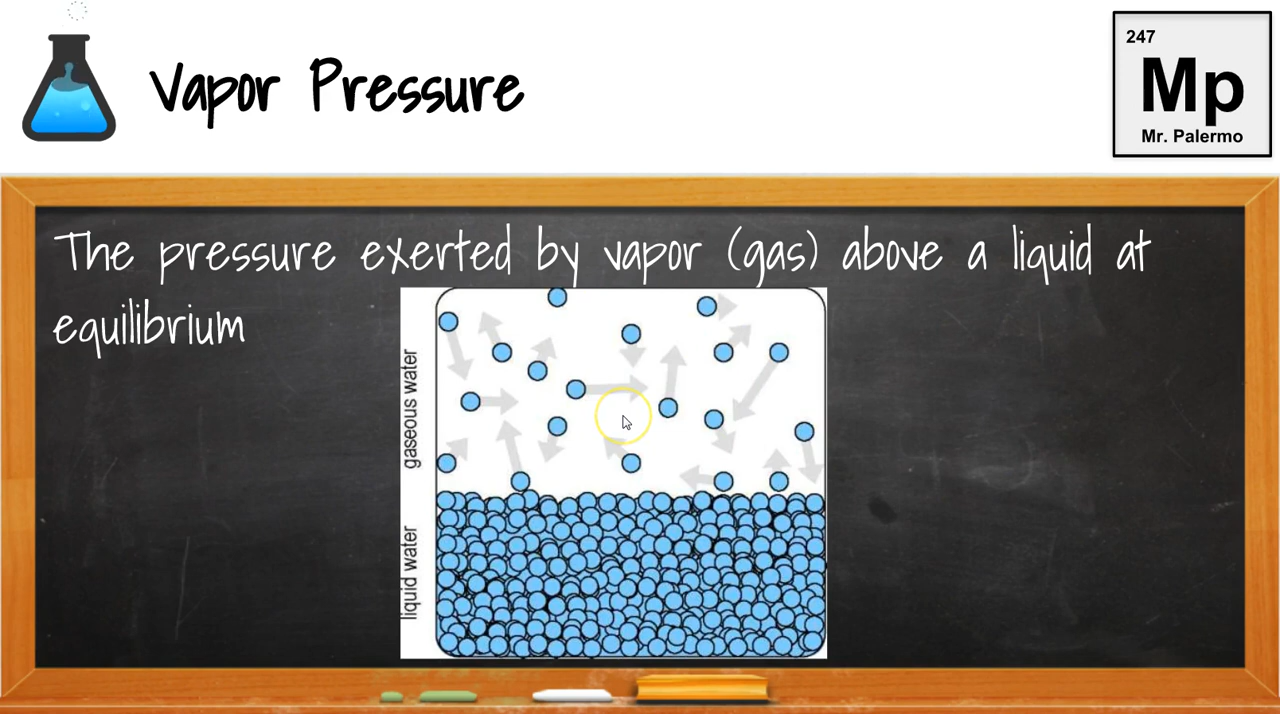 Vapor Pressure
247
Mp
Mr. Palermo
The pressure exerted by vapor (gas) above a liquid at
equilibrium
gaseous water
liquid water